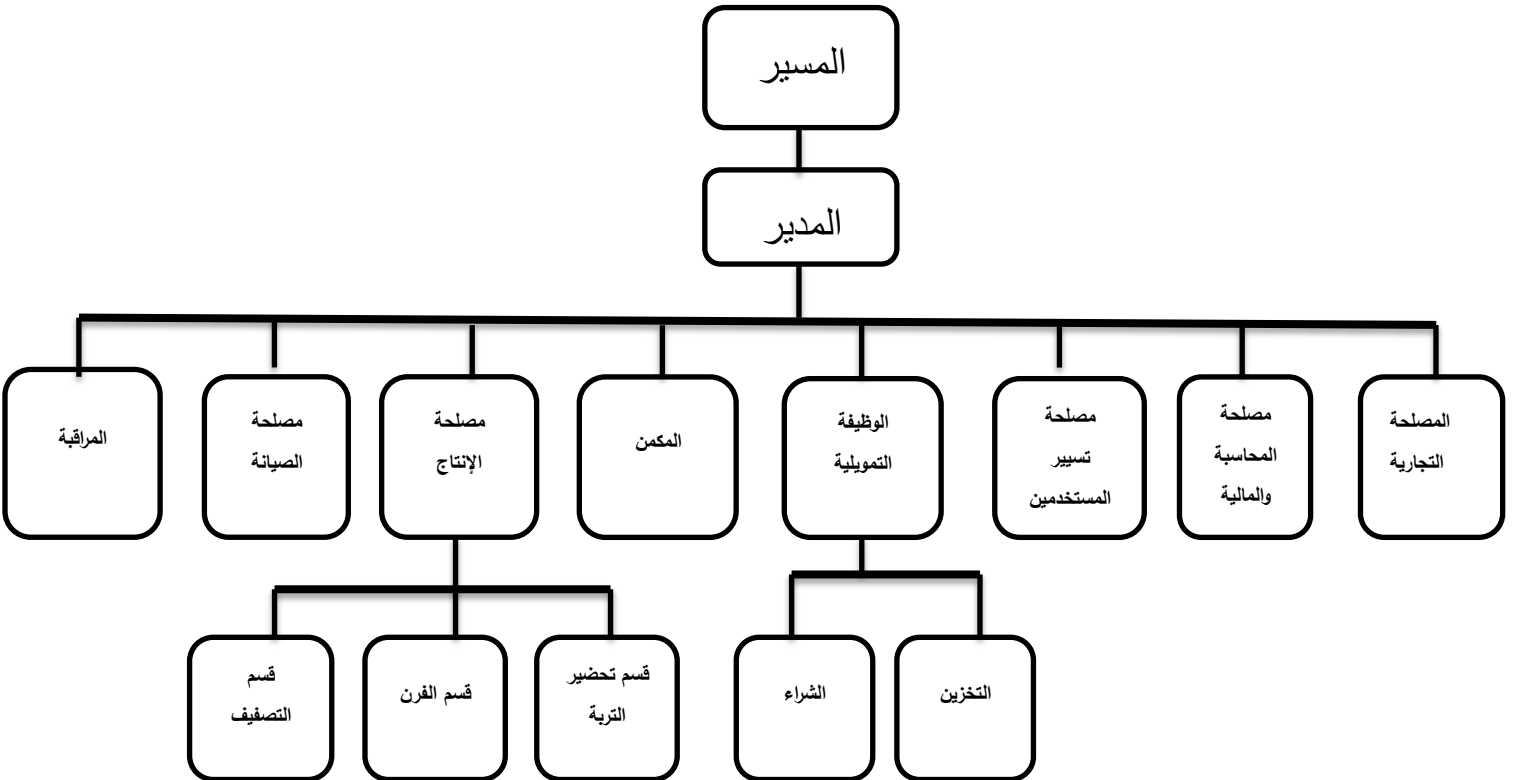 المسير
المدير
المصلحة
التجارية
مصلحة
المحاسبة
والمالية
مصلحة
تسيير
المستخدمين
الوظيفة
التمويلية
المكمن
مصلحة
الإنتاج
مصلحة
الصيانة
المراقبة
التخزين
الشراء
قسم تحضير
التربة
قسم الفرن
قسم
التصفيف